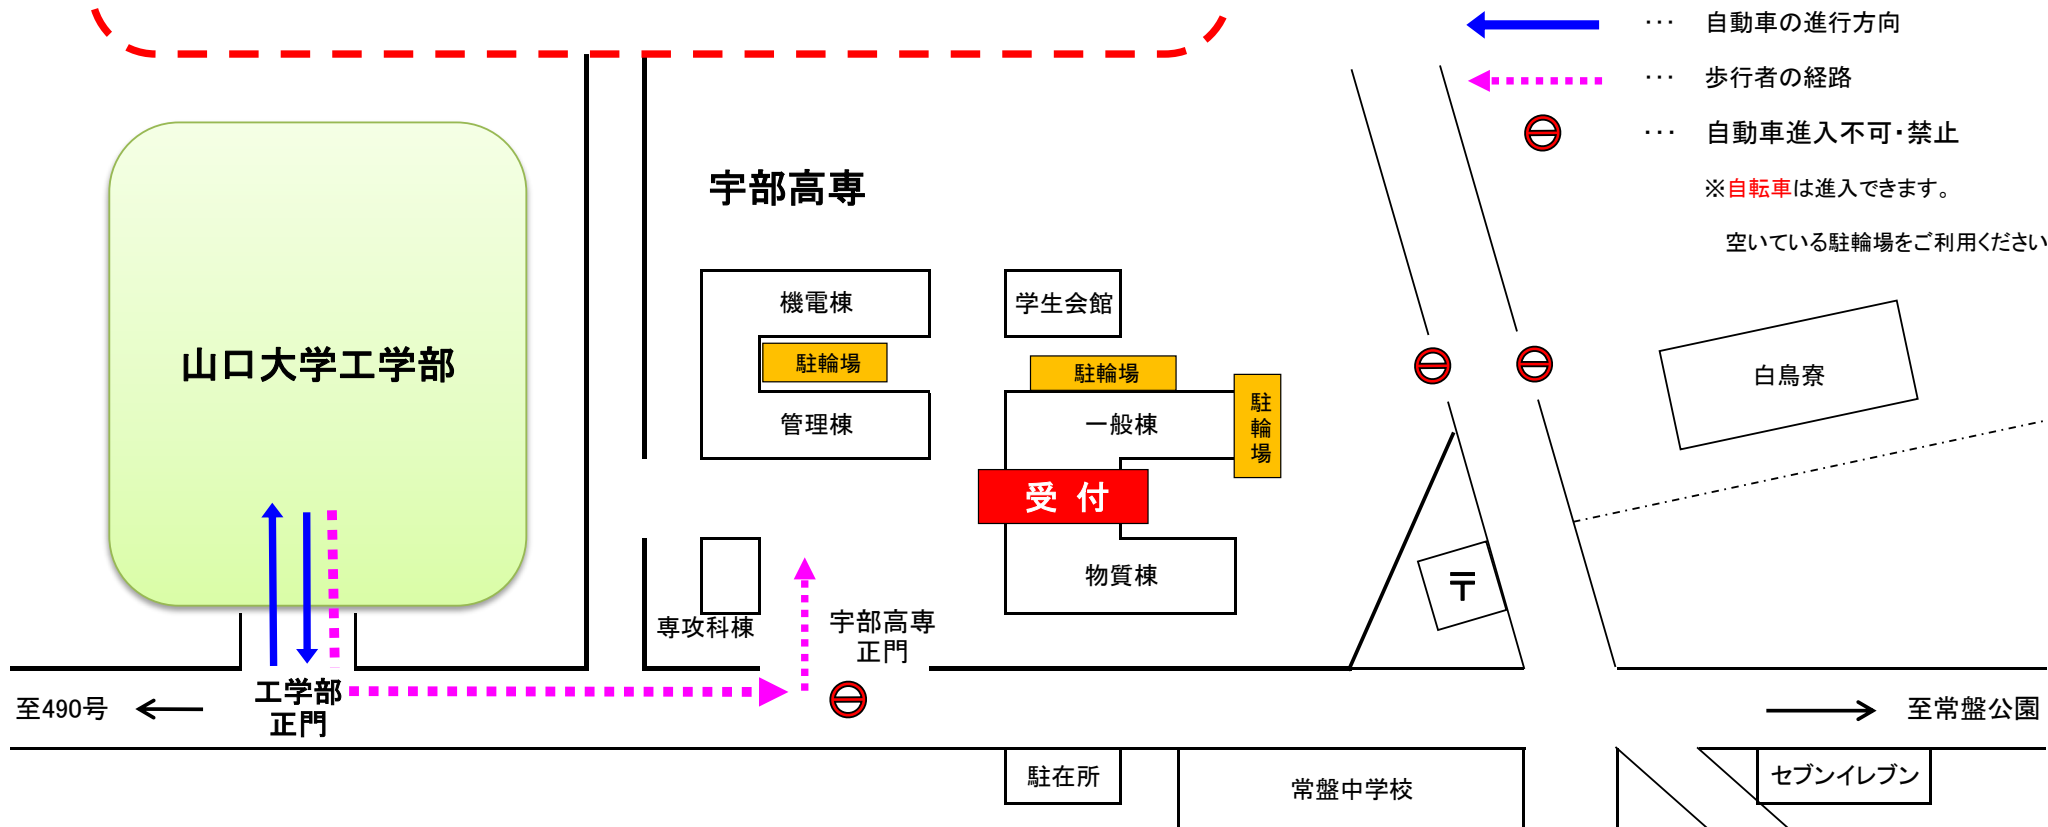 … 自動車の進行方向
… 歩行者の経路
… 自動車進入不可・禁止
※自転車は進入できます。
空いている駐輪場をご利用ください
宇部高専
山口大学工学部
機電棟
学生会館
駐輪場
駐輪場
駐輪場
管理棟
一般棟
白鳥寮
受 付
物質棟
〒
専攻科棟
宇部高専
正門
工学部
正門
至490号
至常盤公園
駐在所
常盤中学校
セブンイレブン